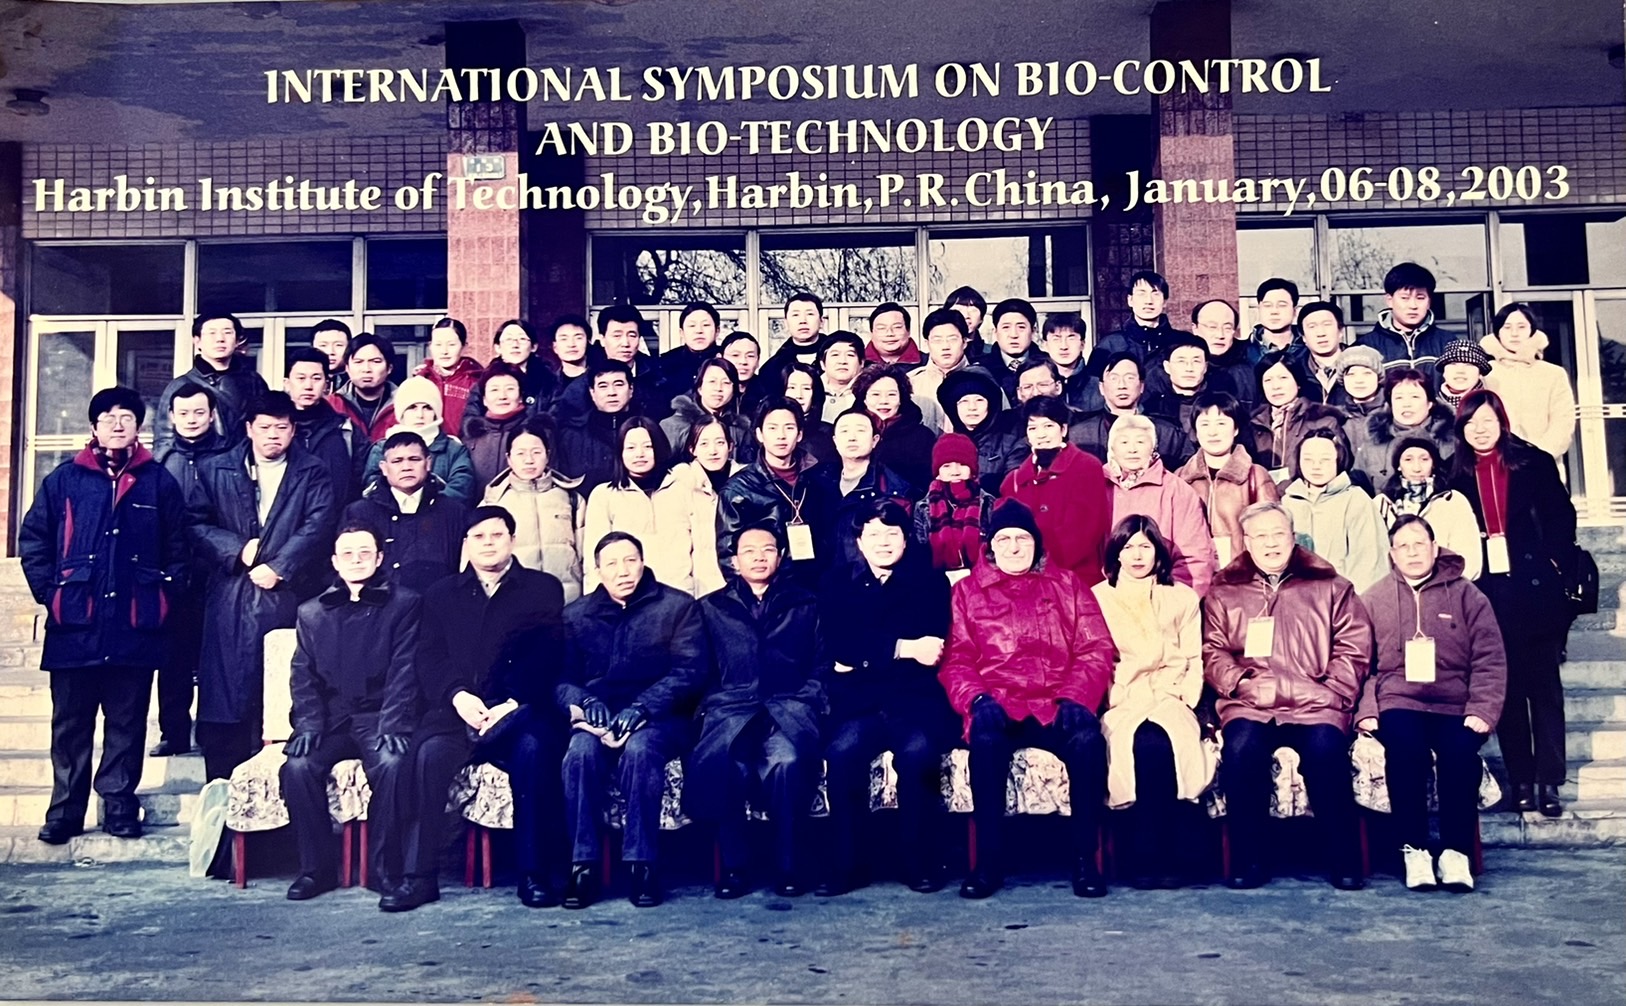 INTERNATIONAL SYMPOSIUM ON BIO-CONTROL
AND BIO-TECHNOLOGY
Harbin Institute of Technology,Harbin,P.R.China, January,06-08,2003